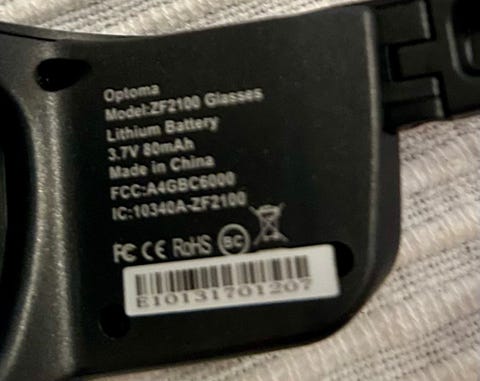 Optoma
Model:ZF2100 Glasses
Lithium Battery
3.7V 80mAh
Made in China
FCC:A4GBC6000
IC:10340A-ZF2100
FC CE RoHS BC
E10131701207